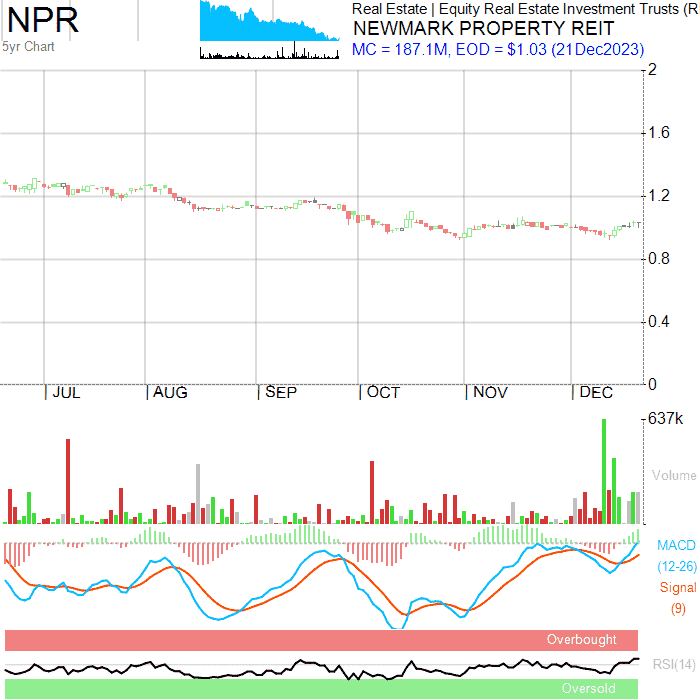 NPR
5yr Chart
Real Estate | Equity Real Estate Investment Trusts (R
NEWMARK PROPERTY REIT
MC = 187.1M, EOD = $1.03 (21Dec2023)
2
1.6
1.2
0.8
0.4
0
JUL AUG SEP OCT NOV DEC
637k
Volume
MACD
(12-26)
Signal
(9)
Overbought
RSI(14)
Oversold